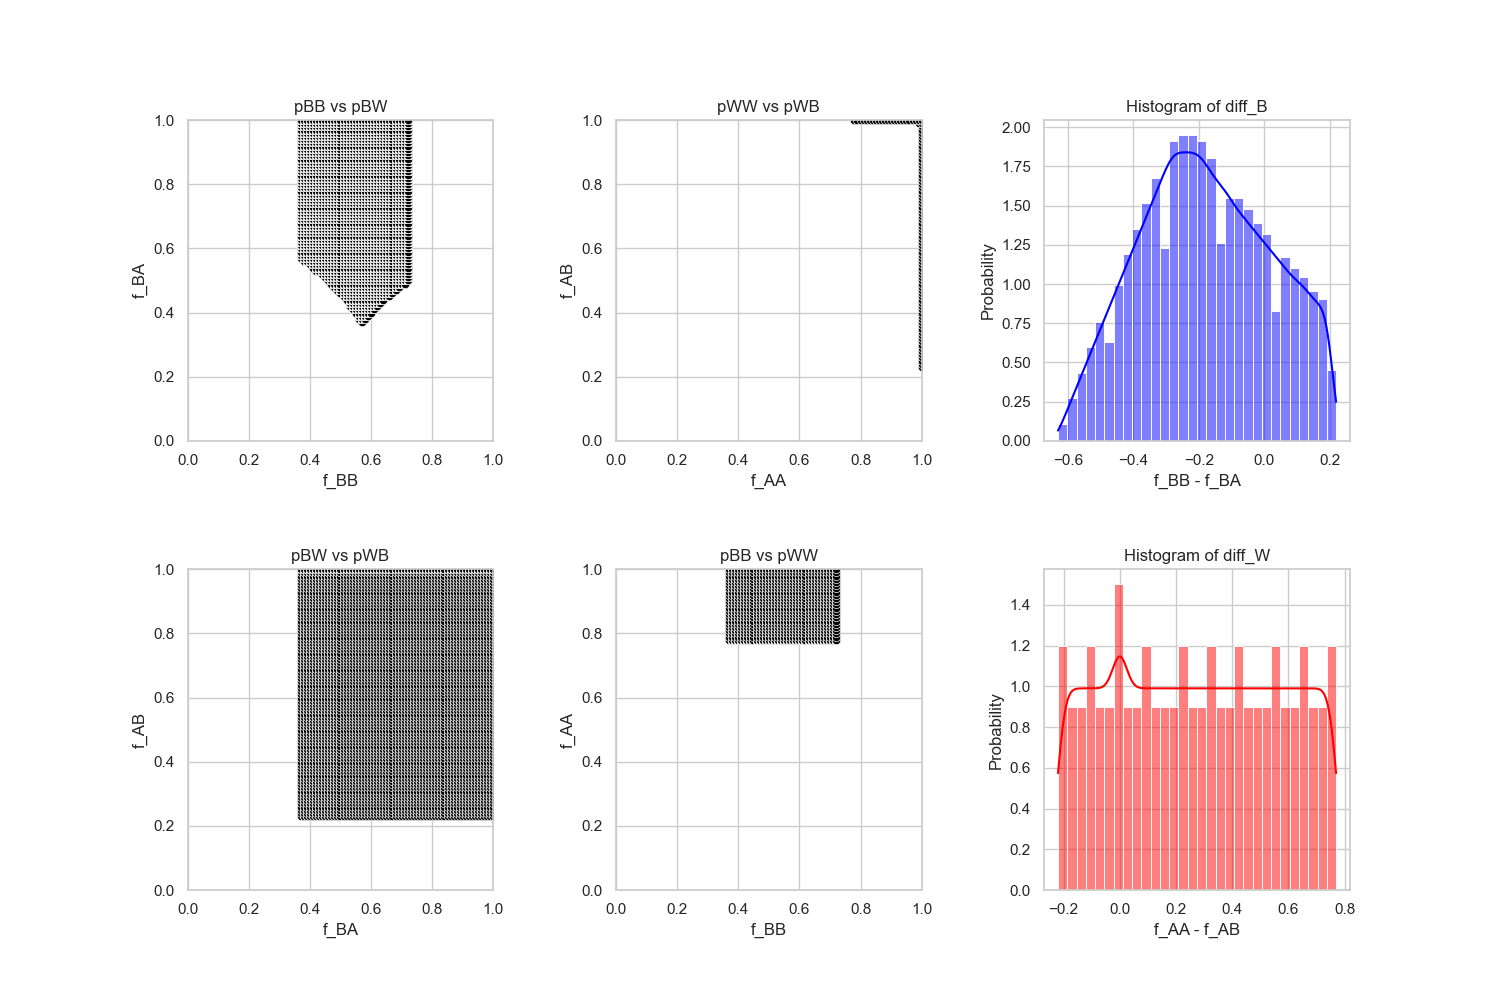 pBB vs pBW
1.0
0.8
0.6
0.4
0.2
0.0
f_BA
0.0 0.2 0.4 0.6 0.8 1.0
f_BB
pWW vs pWB
1.0
0.8
0.6
0.4
0.2
0.0
f_AB
0.0 0.2 0.4 0.6 0.8 1.0
f_AA
Histogram of diff_B
2.00
1.75
1.50
1.25
1.00
0.75
0.50
0.25
0.00
Probability
−0.6 −0.4 −0.2 0.0 0.2
f_BB - f_BA
pBW vs pWB
1.0
0.8
0.6
0.4
0.2
0.0
f_AB
0.0 0.2 0.4 0.6 0.8 1.0
f_BA
pBB vs pWW
1.0
0.8
0.6
0.4
0.2
0.0
f_AA
0.0 0.2 0.4 0.6 0.8 1.0
f_BB
Histogram of diff_W
1.4
1.2
1.0
0.8
0.6
0.4
0.2
0.0
Probability
−0.2 0.0 0.2 0.4 0.6 0.8
f_AA - f_AB